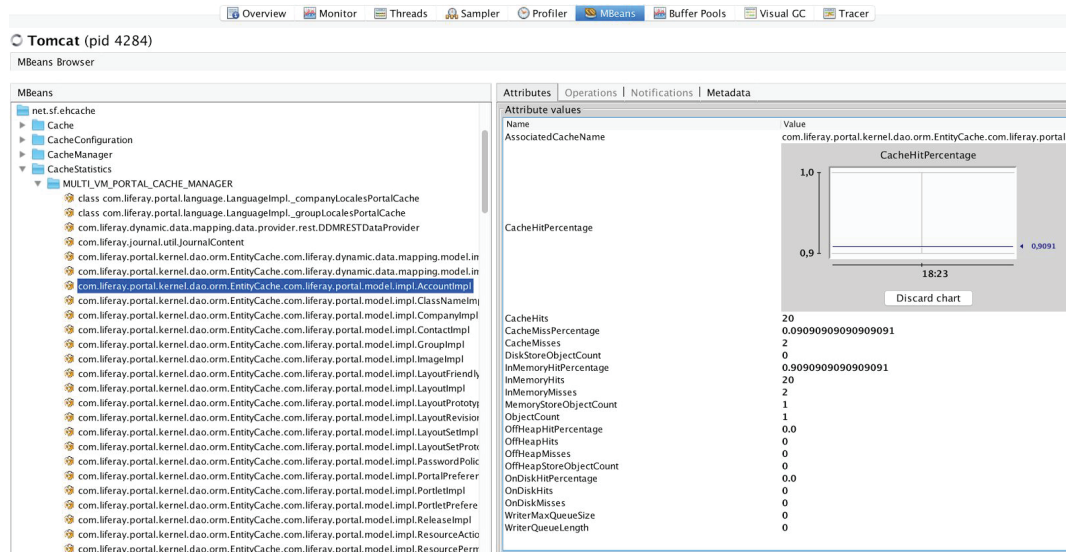 Overview Monitor Threads Sampler Profiler MBeans Buffer Pools Visual GC Tracer
Tomcat (pid 4284)
MBeans Browser
MBeans
net.sf.ehcache
Cache
CacheConfiguration
CacheManager
CacheStatistics
MULTI_VM_PORTAL_CACHE_MANAGER
class com.liferay.portal.language.LanguageImpl._companyLocalesPortalCache
class com.liferay.portal.language.LanguageImpl._groupLocalesPortalCache
com.liferay.dynamic.data.mapping.data.provider.rest.DDMRESTDataProvider
com.liferay.journal.util.JournalContent
com.liferay.portal.kernel.dao.orm.EntityCache.com.liferay.dynamic.data.mapping.model.im
com.liferay.portal.kernel.dao.orm.EntityCache.com.liferay.dynamic.data.mapping.model.im
com.liferay.portal.kernel.dao.orm.EntityCache.com.liferay.portal.model.impl.AccountImpl
com.liferay.portal.kernel.dao.orm.EntityCache.com.liferay.portal.model.impl.ClassNameImp
com.liferay.portal.kernel.dao.orm.EntityCache.com.liferay.portal.model.impl.CompanyImpl
com.liferay.portal.kernel.dao.orm.EntityCache.com.liferay.portal.model.impl.ContactImpl
com.liferay.portal.kernel.dao.orm.EntityCache.com.liferay.portal.model.impl.GroupImpl
com.liferay.portal.kernel.dao.orm.EntityCache.com.liferay.portal.model.impl.ImageImpl
com.liferay.portal.kernel.dao.orm.EntityCache.com.liferay.portal.model.impl.LayoutFriendly
com.liferay.portal.kernel.dao.orm.EntityCache.com.liferay.portal.model.impl.LayoutImpl
com.liferay.portal.kernel.dao.orm.EntityCache.com.liferay.portal.model.impl.LayoutPrototyp
com.liferay.portal.kernel.dao.orm.EntityCache.com.liferay.portal.model.impl.LayoutRevision
com.liferay.portal.kernel.dao.orm.EntityCache.com.liferay.portal.model.impl.LayoutSetImpl
com.liferay.portal.kernel.dao.orm.EntityCache.com.liferay.portal.model.impl.LayoutSetProto
com.liferay.portal.kernel.dao.orm.EntityCache.com.liferay.portal.model.impl.PasswordPolic
com.liferay.portal.kernel.dao.orm.EntityCache.com.liferay.portal.model.impl.PortalPreferer
com.liferay.portal.kernel.dao.orm.EntityCache.com.liferay.portal.model.impl.PortletImpl
com.liferay.portal.kernel.dao.orm.EntityCache.com.liferay.portal.model.impl.PortletPrefere
com.liferay.portal.kernel.dao.orm.EntityCache.com.liferay.portal.model.impl.ReleaseImpl
com.liferay.portal.kernel.dao.orm.EntityCache.com.liferay.portal.model.impl.ResourceActio
com.liferay.portal.kernel.dao.orm.EntityCache.com.liferay.portal.model.impl.ResourcePerm
Attributes Operations Notifications Metadata
Attribute values
Name Value
AssociatedCacheName com.liferay.portal.kernel.dao.orm.EntityCache.com.liferay.portal
CacheHitPercentage
CacheHitPercentage
1,0
0,9
0,9091
18:23
Discard chart
CacheHits 20
CacheMissPercentage 0.09090909090909091
CacheMisses 2
DiskStoreObjectCount 0
InMemoryHitPercentage 0.9090909090909091
InMemoryHits 20
InMemoryMisses 2
MemoryStoreObjectCount 1
ObjectCount 1
OffHeapHitPercentage 0.0
OffHeapHits 0
OffHeapMisses 0
OffHeapStoreObjectCount 0
OnDiskHitPercentage 0.0
OnDiskHits 0
OnDiskMisses 0
WriterMaxQueueSize 0
WriterQueueLength 0